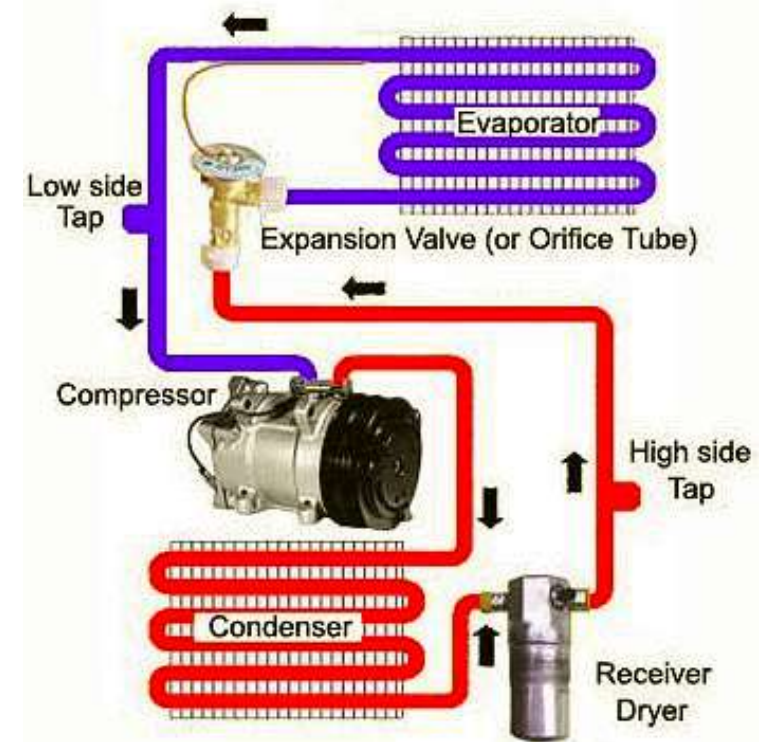 Evaporator
Low side
Tap
Expansion Valve (or Orifice Tube)
Compressor
High side
Tap
Condenser
Receiver
Dryer